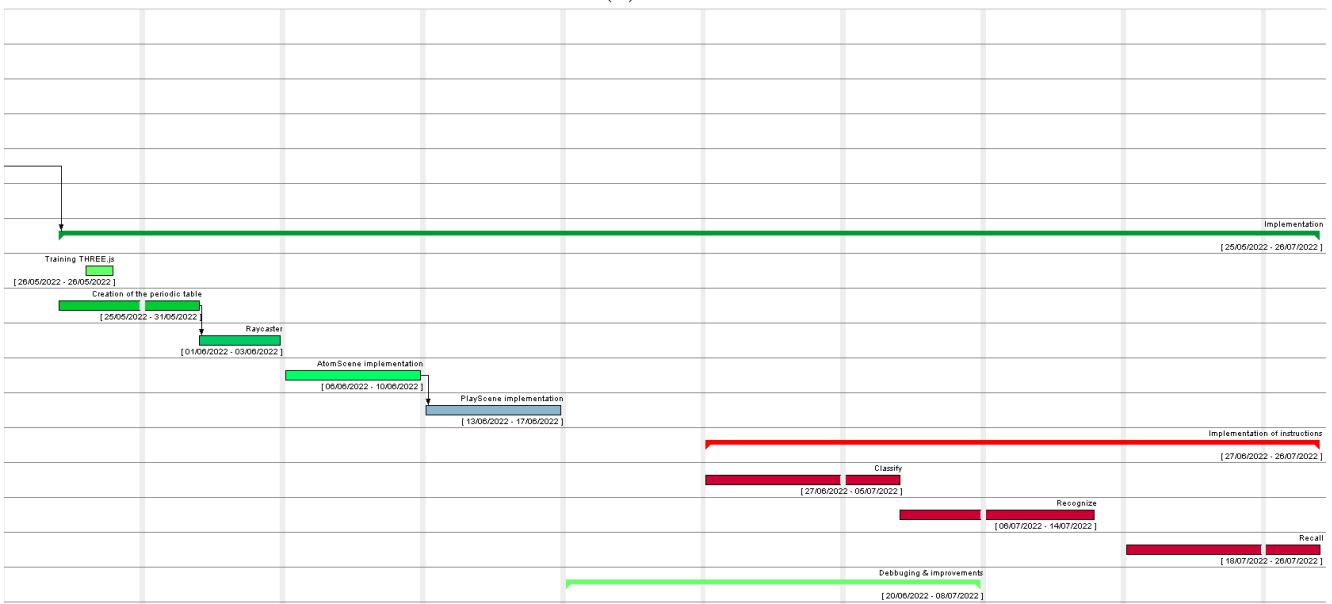 Implementation
[ 25/05/2022 - 26/07/2022 ]
Training THREE.js
[ 26/05/2022 - 26/05/2022 ]
Creation of the periodic table
[ 25/05/2022 - 31/05/2022 ]
Raycaster
[ 01/06/2022 - 03/06/2022 ]
AtomScene implementation
[ 06/06/2022 - 10/06/2022 ]
PlayScene implementation
[ 13/06/2022 - 17/06/2022 ]
Implementation of instructions
[ 27/06/2022 - 26/07/2022 ]
Classify
[ 27/06/2022 - 05/07/2022 ]
Recognize
[ 06/07/2022 - 14/07/2022 ]
Recall
[ 18/07/2022 - 26/07/2022 ]
Debbuging & improvements
[ 20/06/2022 - 08/07/2022 ]